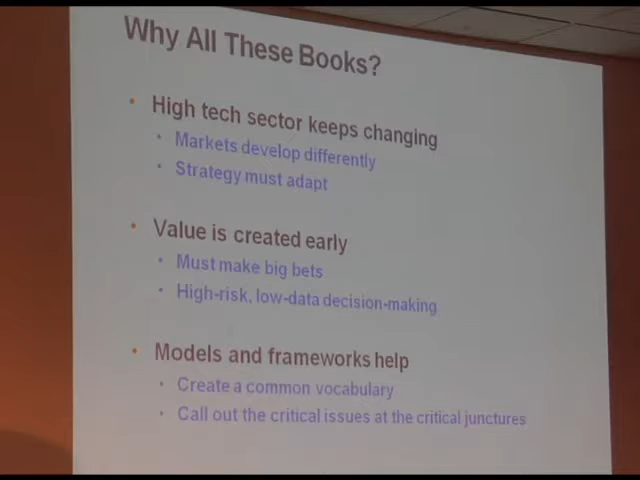 Why All These Books?
• High tech sector keeps changing
• Markets develop differently
• Strategy must adapt
• Value is created early
• Must make big bets
• High-risk, low-data decision-making
• Models and frameworks help
• Create a common vocabulary
• Call out the critical issues at the critical junctures